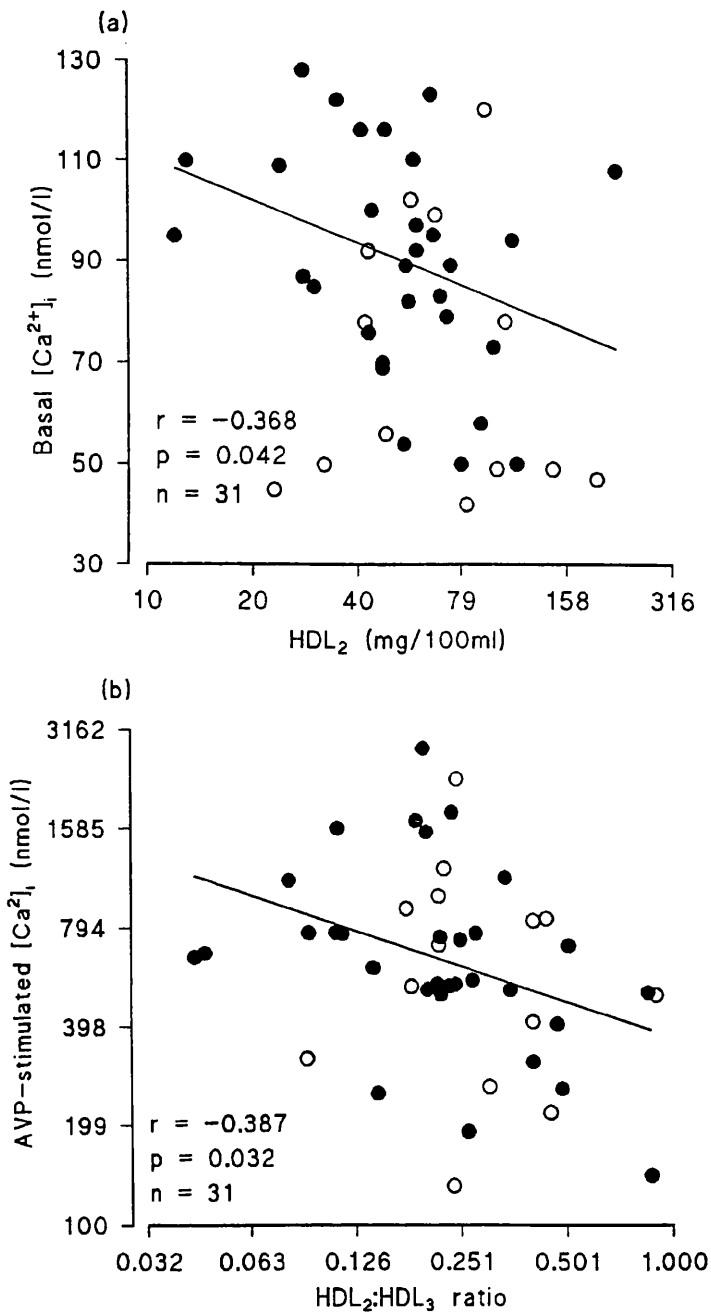 (a)
130
110
90
70
50
30
Basal [Ca²⁺]ᵢ (nmol/l)
r = −0.368
p = 0.042
n = 31
10 20 40 79 158 316
HDL₂ (mg/100ml)
(b)
3162
1585
794
398
199
100
AVP−stimulated [Ca²]ᵢ (nmol/l)
r = −0.387
p = 0.032
n = 31
0.032 0.063 0.126 0.251 0.501 1.000
HDL₂:HDL₃ ratio